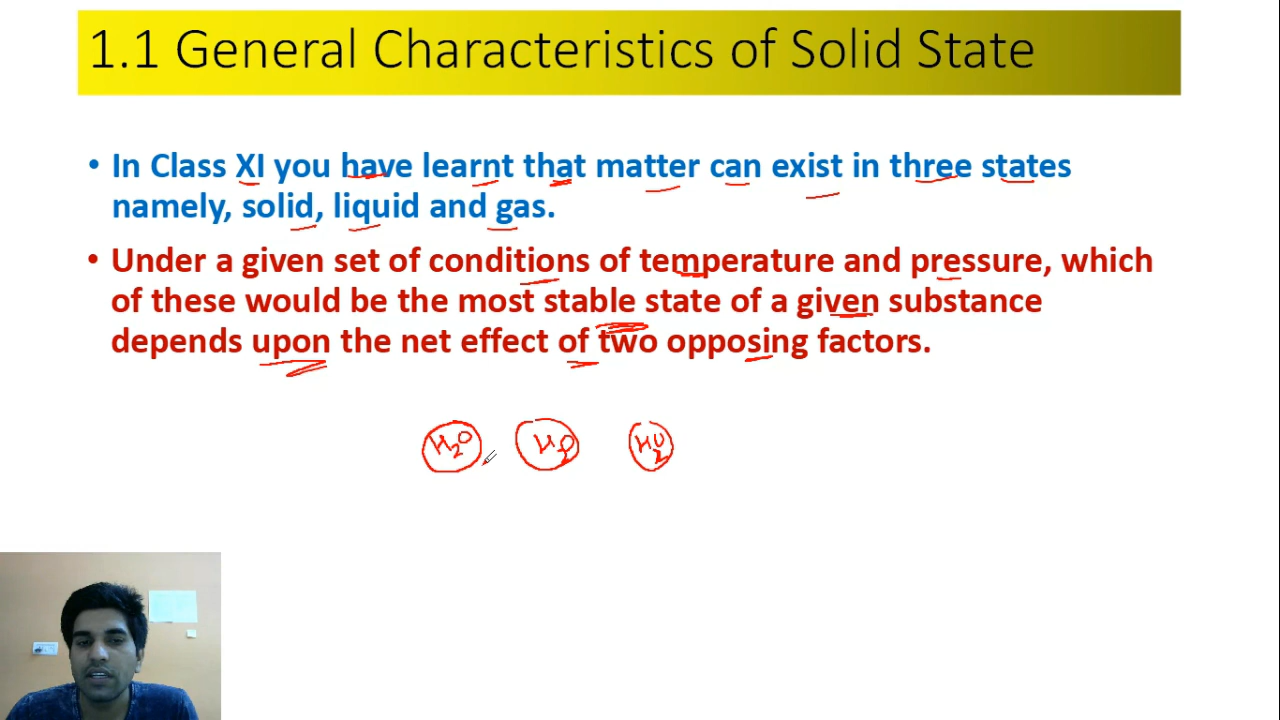 1.1 General Characteristics of Solid State
• In Class XI you have learnt that matter can exist in three states
namely, solid, liquid and gas.
• Under a given set of conditions of temperature and pressure, which
of these would be the most stable state of a given substance
depends upon the net effect of two opposing factors.
H₂O H₂O H₂O